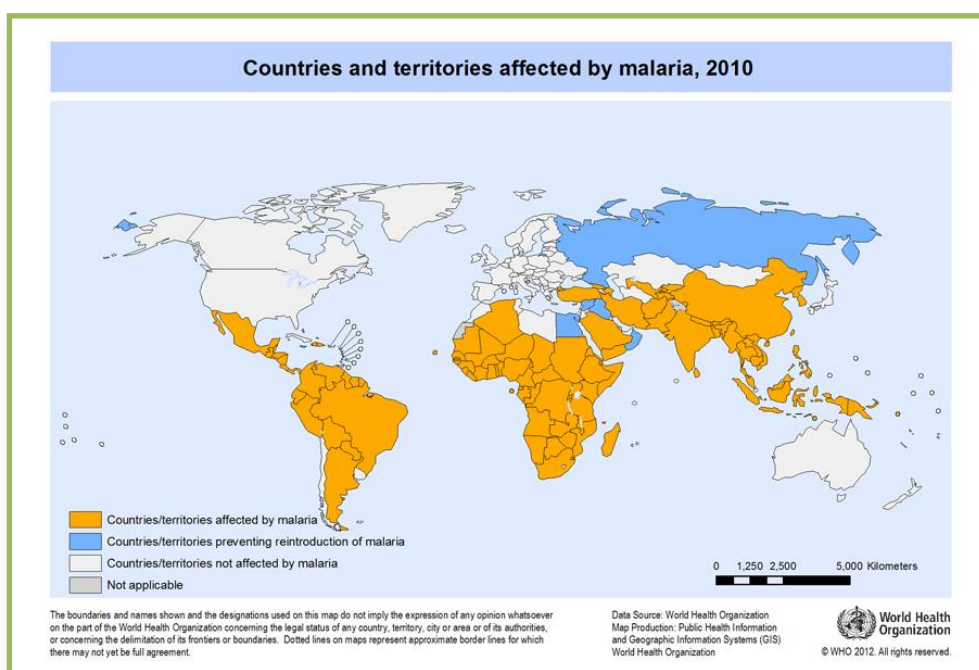 Countries and territories affected by malaria, 2010
Countries/territories affected by malaria
Countries/territories preventing reintroduction of malaria
Countries/territories not affected by malaria
Not applicable
0 1,250 2,500 5,000 Kilometers
The boundaries and names shown and the designations used on this map do not imply the expression of any opinion whatsoever
on the part of the World Health Organization concerning the legal status of any country, territory, city or area or of its authorities,
or concerning the delimitation of its frontiers or boundaries. Dotted lines on maps represent approximate border lines for which
there may not yet be full agreement.
Data Source: World Health Organization
Map Production: Public Health Information
and Geographic Information Systems (GIS)
World Health Organization
World Health
Organization
© WHO 2012. All rights reserved.